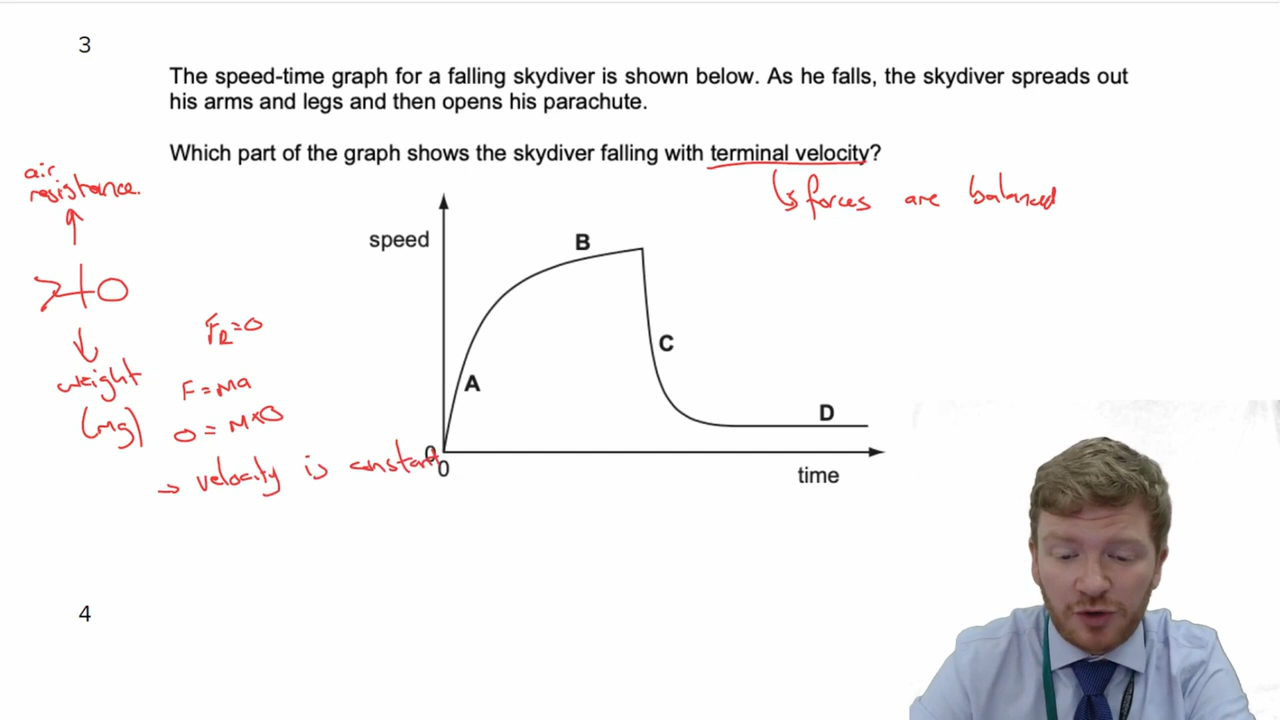 3
The speed-time graph for a falling skydiver is shown below. As he falls, the skydiver spreads out
his arms and legs and then opens his parachute.
Which part of the graph shows the skydiver falling with terminal velocity?
↳ forces are balanced
air
resistance.
weight
(mg)
FR=0
F=ma
0 = M×0
→ velocity is constant
speed
B
C
A
D
0
0
time
4